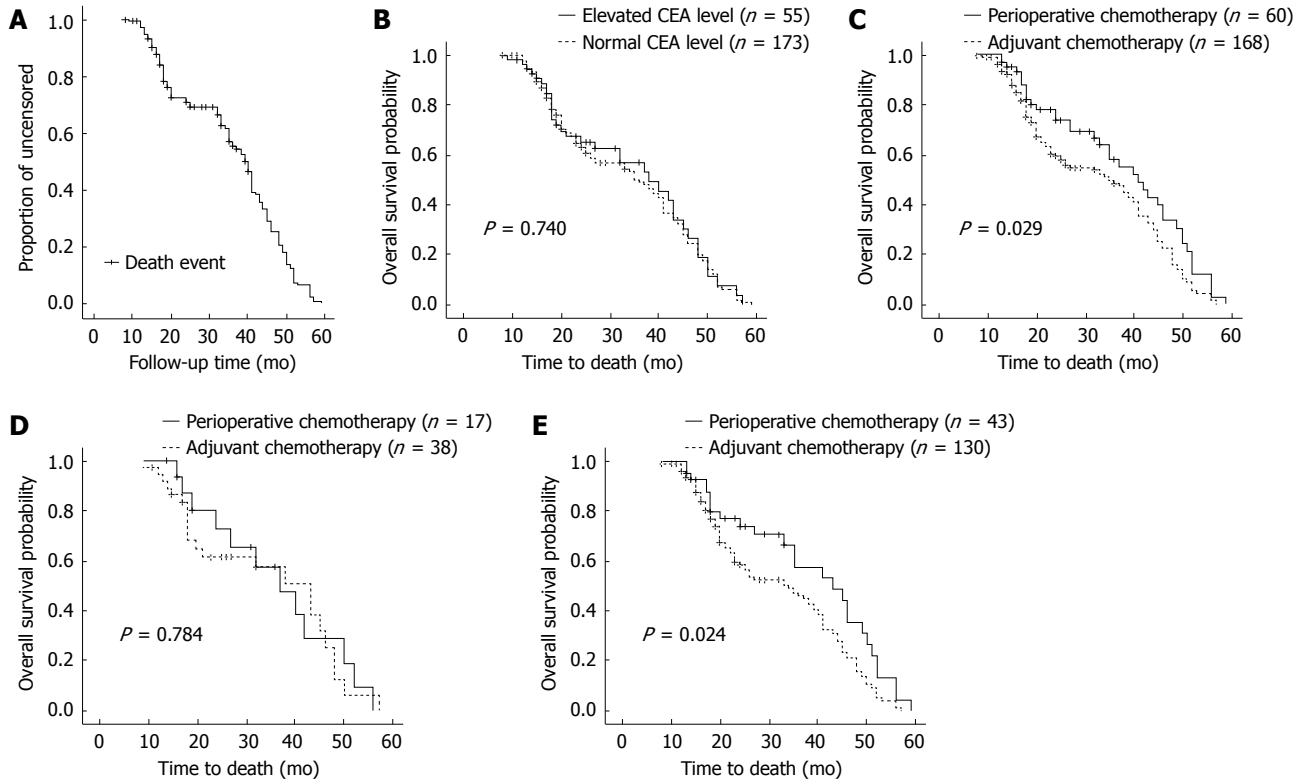 A
1.0
0.8
0.6
0.4
0.2
0.0
Proportion of uncensored
Death event
0 10 20 30 40 50 60
Follow-up time (mo)
B
Elevated CEA level (n = 55)
Normal CEA level (n = 173)
1.0
0.8
0.6
0.4
0.2
0.0
Overall survival probability
P = 0.740
0 10 20 30 40 50 60
Time to death (mo)
C
Perioperative chemotherapy (n = 60)
Adjuvant chemotherapy (n = 168)
1.0
0.8
0.6
0.4
0.2
0.0
Overall survival probability
P = 0.029
0 10 20 30 40 50 60
Time to death (mo)
D
Perioperative chemotherapy (n = 17)
Adjuvant chemotherapy (n = 38)
1.0
0.8
0.6
0.4
0.2
0.0
Overall survival probability
P = 0.784
0 10 20 30 40 50 60
Time to death (mo)
E
Perioperative chemotherapy (n = 43)
Adjuvant chemotherapy (n = 130)
1.0
0.8
0.6
0.4
0.2
0.0
Overall survival probability
P = 0.024
0 10 20 30 40 50 60
Time to death (mo)